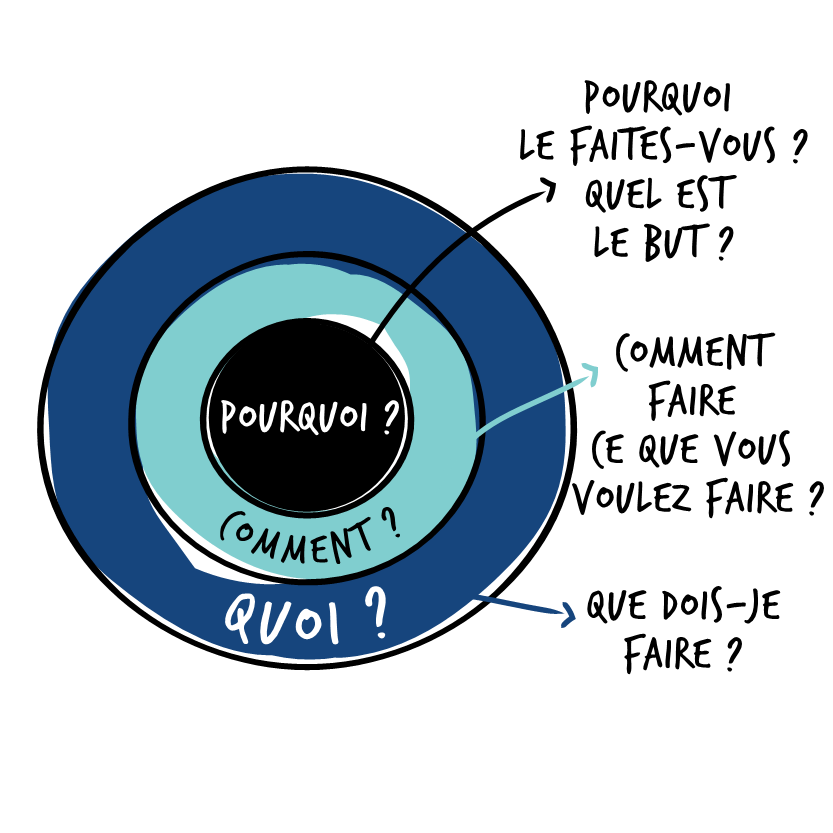 POURQUOI
LE FAITES-VOUS ?
QUEL EST
LE BUT ?
COMMENT
FAIRE
CE QUE VOUS
VOULEZ FAIRE ?
POURQUOI ?
COMMENT ?
QUOI ?
QUE DOIS-JE
FAIRE ?